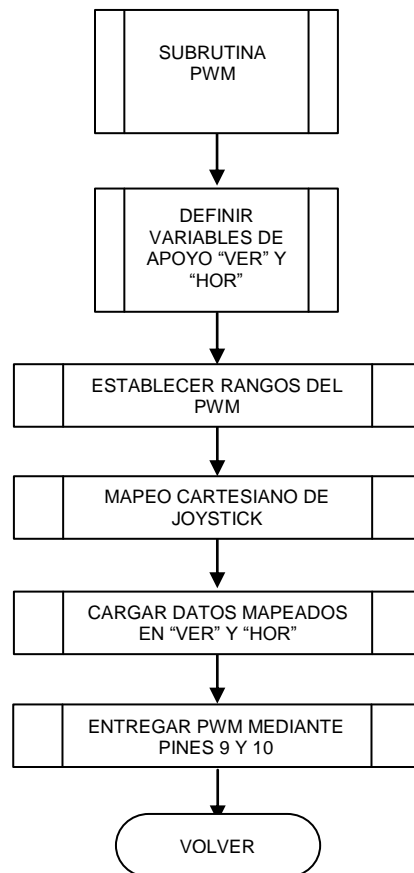 SUBRUTINA
PWM
DEFINIR
VARIABLES DE
APOYO “VER” Y
“HOR”
ESTABLECER RANGOS DEL
PWM
MAPEO CARTESIANO DE
JOYSTICK
CARGAR DATOS MAPEADOS
EN “VER” Y “HOR”
ENTREGAR PWM MEDIANTE
PINES 9 Y 10
VOLVER